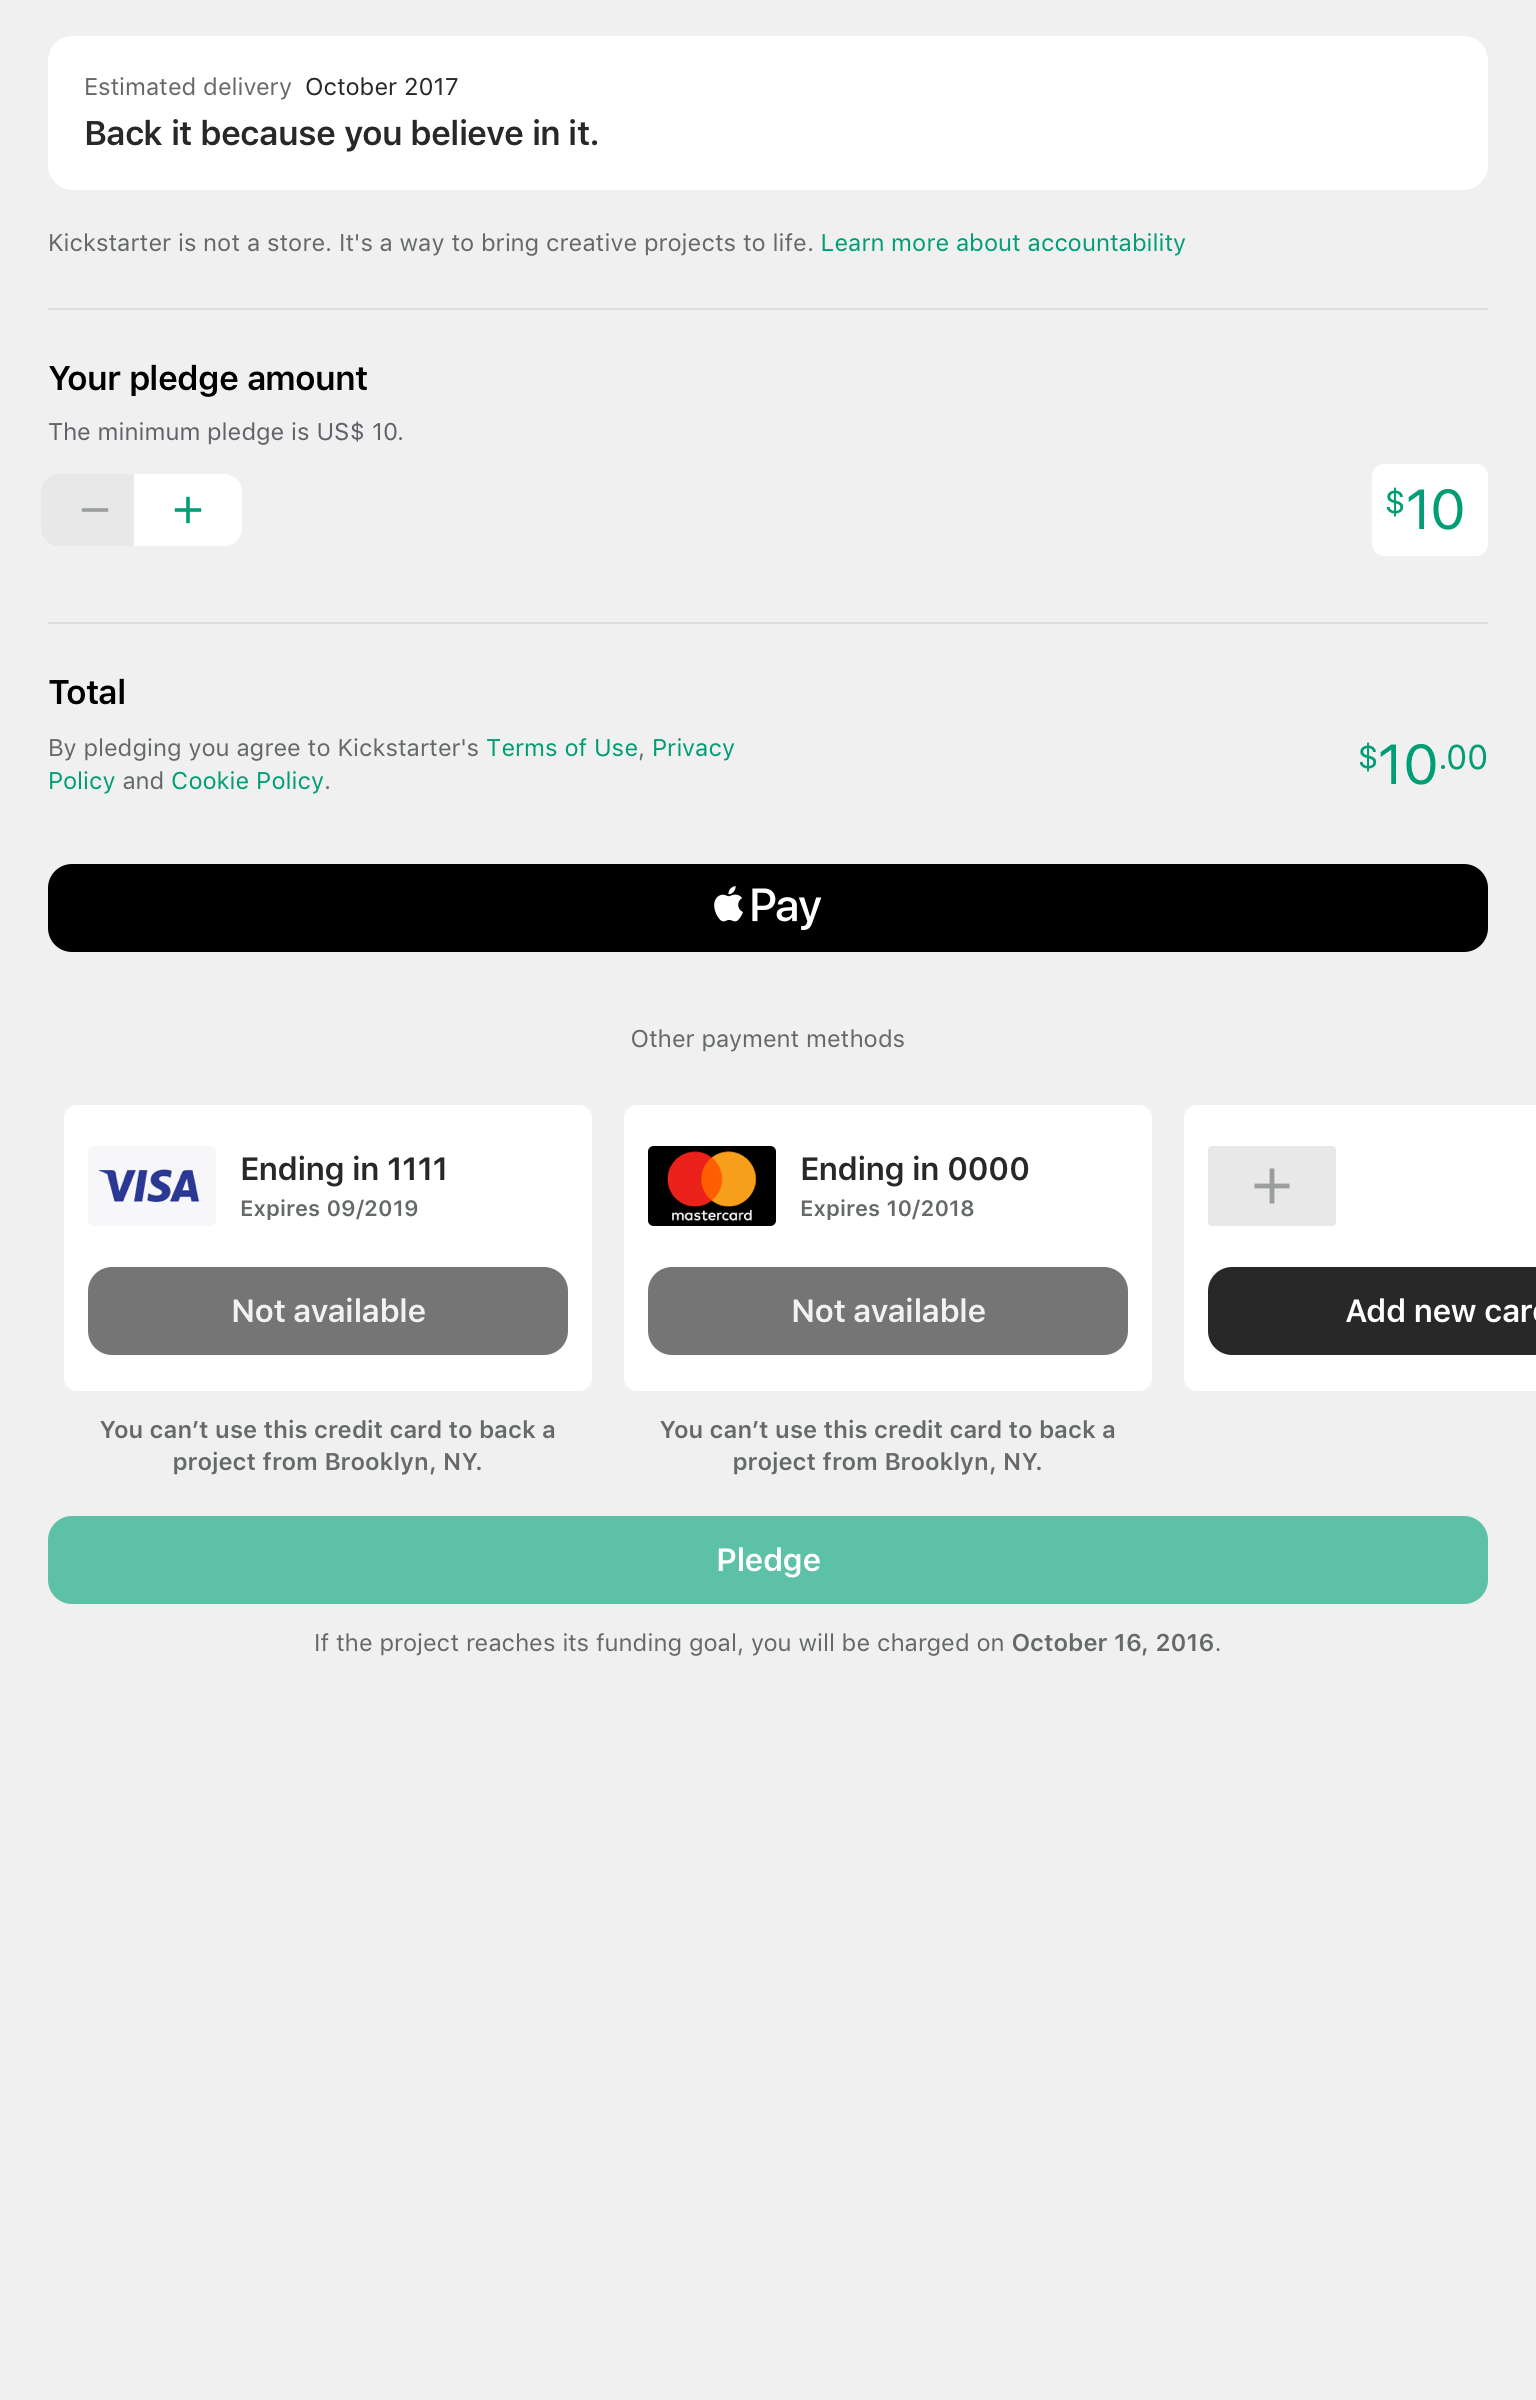 Estimated delivery October 2017
Back it because you believe in it.
Kickstarter is not a store. It's a way to bring creative projects to life. Learn more about accountability
Your pledge amount
The minimum pledge is US$ 10.
− +
$10
Total
By pledging you agree to Kickstarter's Terms of Use, Privacy
Policy and Cookie Policy.
$10.00
Pay
Other payment methods
VISA
Ending in 1111
Expires 09/2019
Not available
You can’t use this credit card to back a
project from Brooklyn, NY.
mastercard
Ending in 0000
Expires 10/2018
Not available
You can’t use this credit card to back a
project from Brooklyn, NY.
+
Add new
Pledge
If the project reaches its funding goal, you will be charged on October 16, 2016.